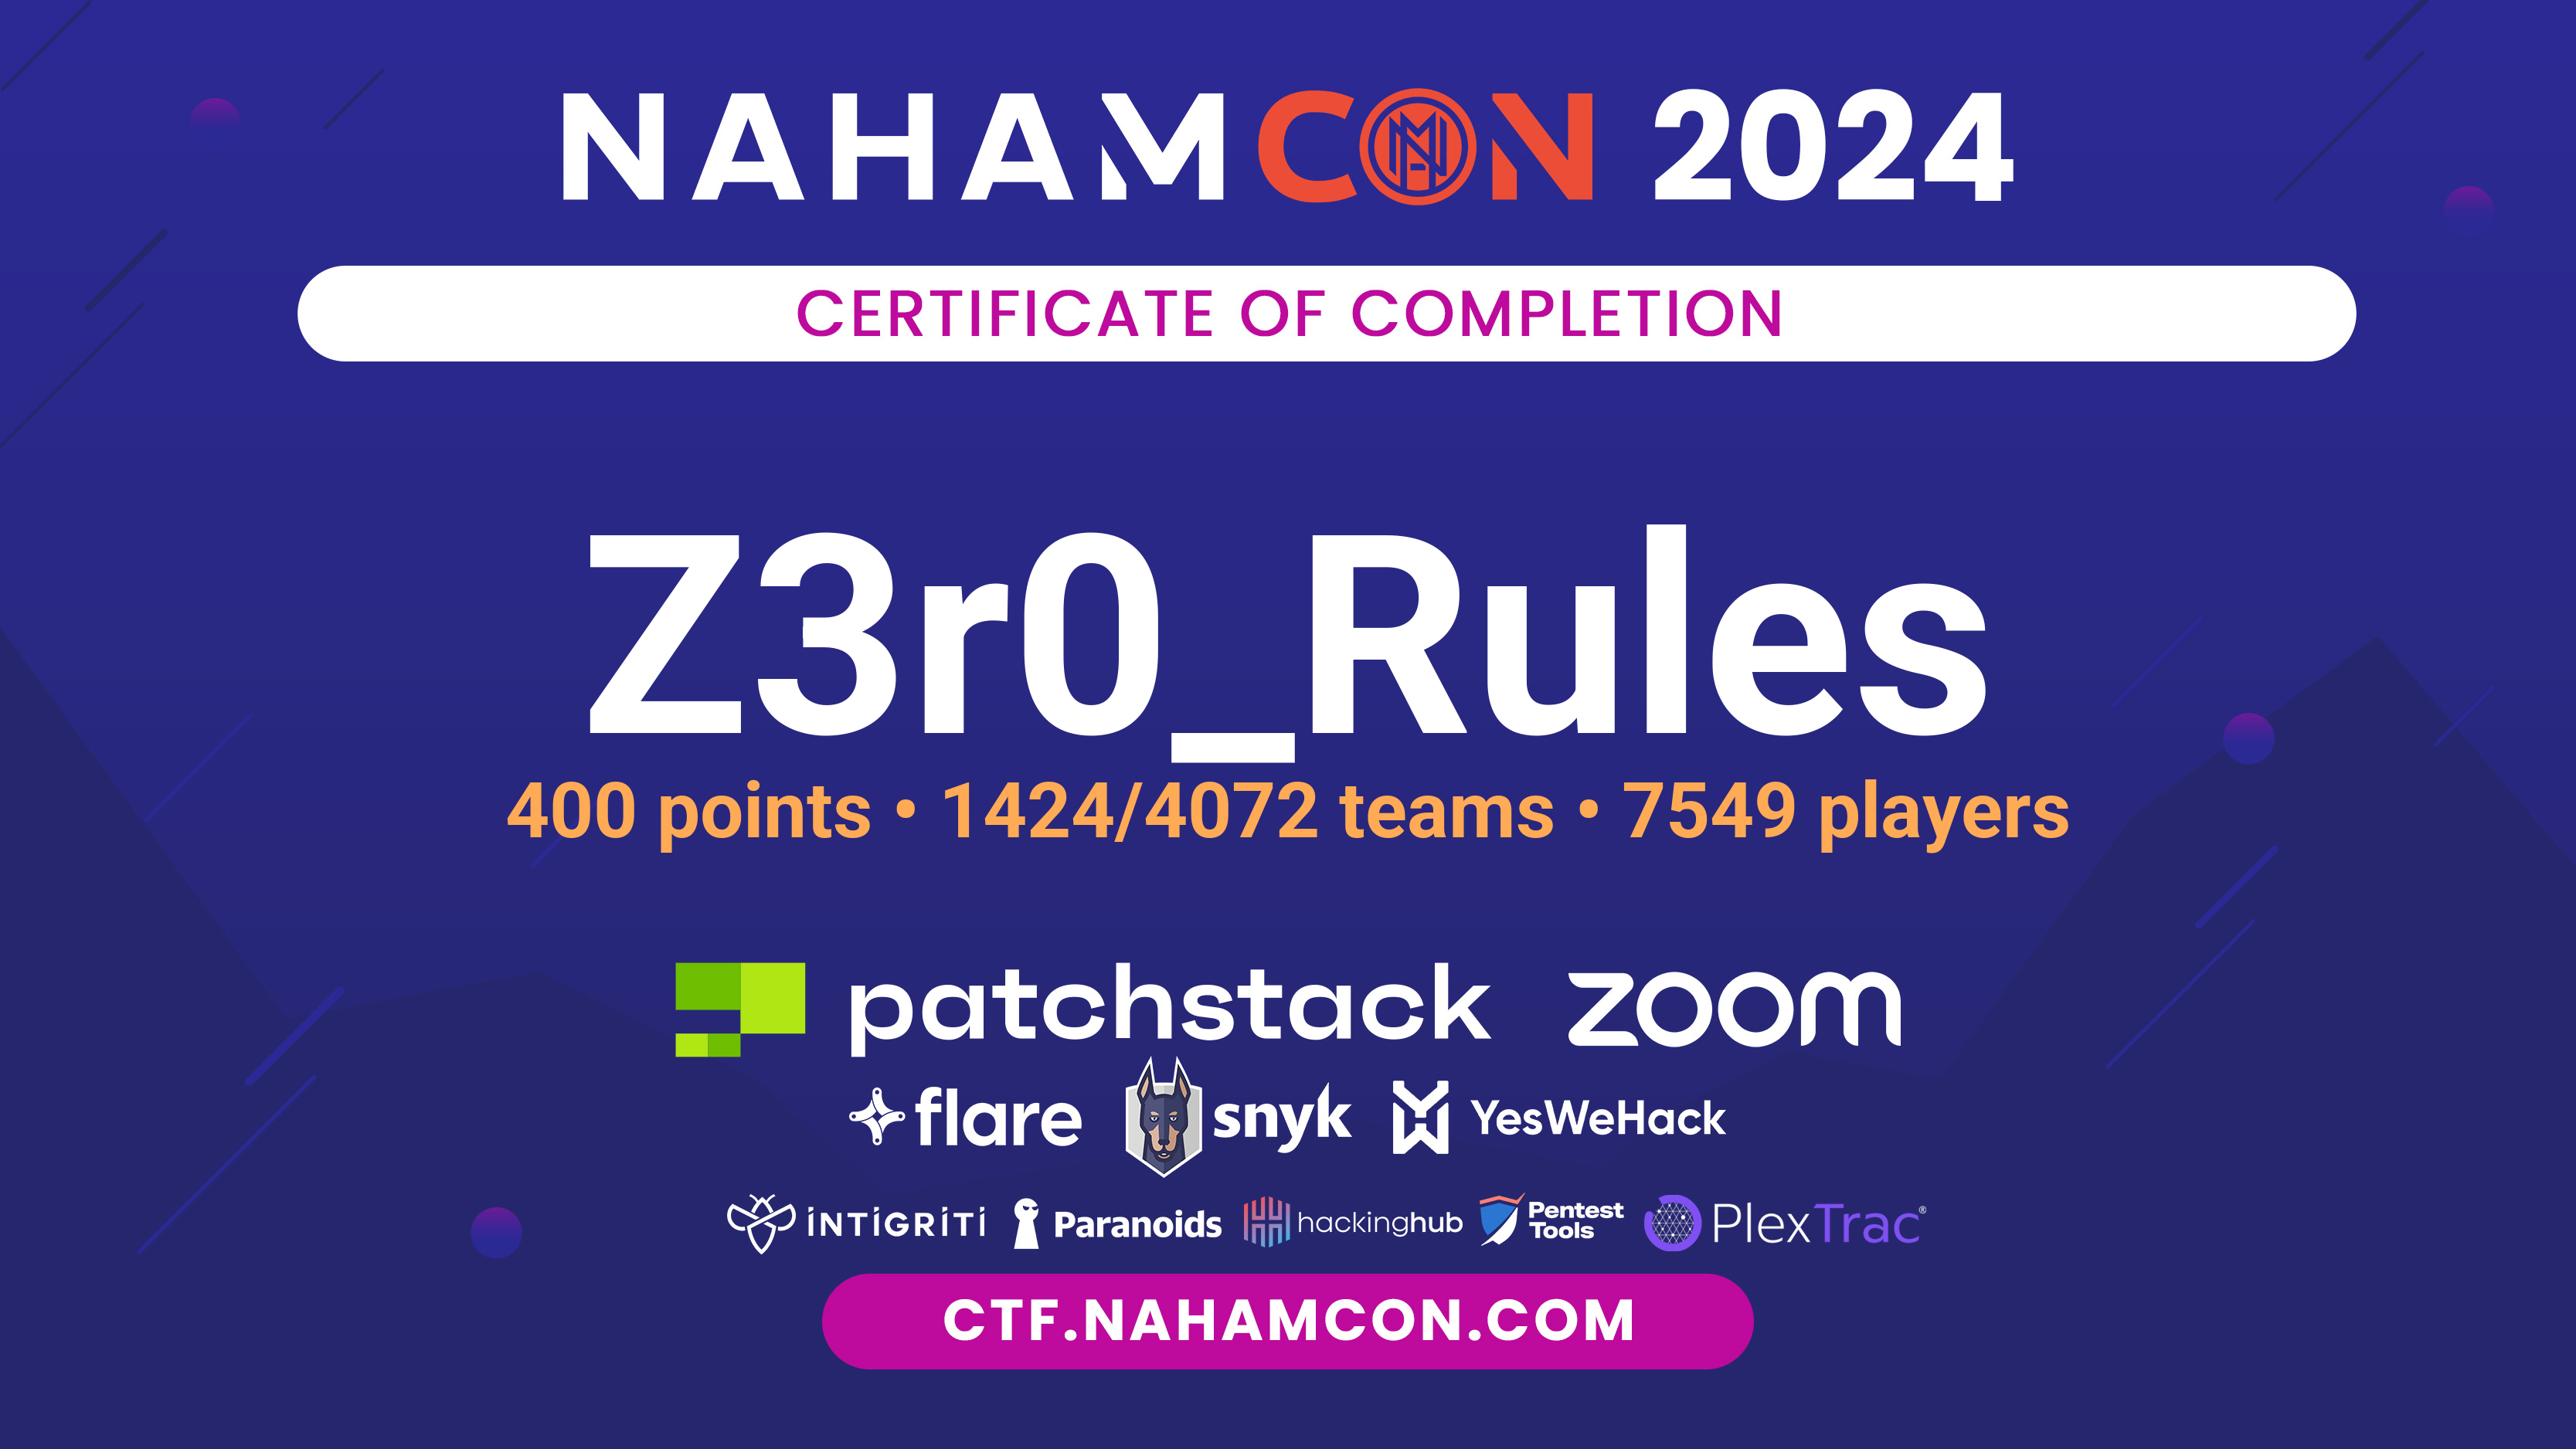 NAHAMCON 2024
CERTIFICATE OF COMPLETION
Z3r0_Rules
400 points • 1424/4072 teams • 7549 players
patchstack zoom
flare snyk YesWeHack
INTIGRITI Paranoids hackinghub Pentest Tools PlexTrac®
CTF.NAHAMCON.COM